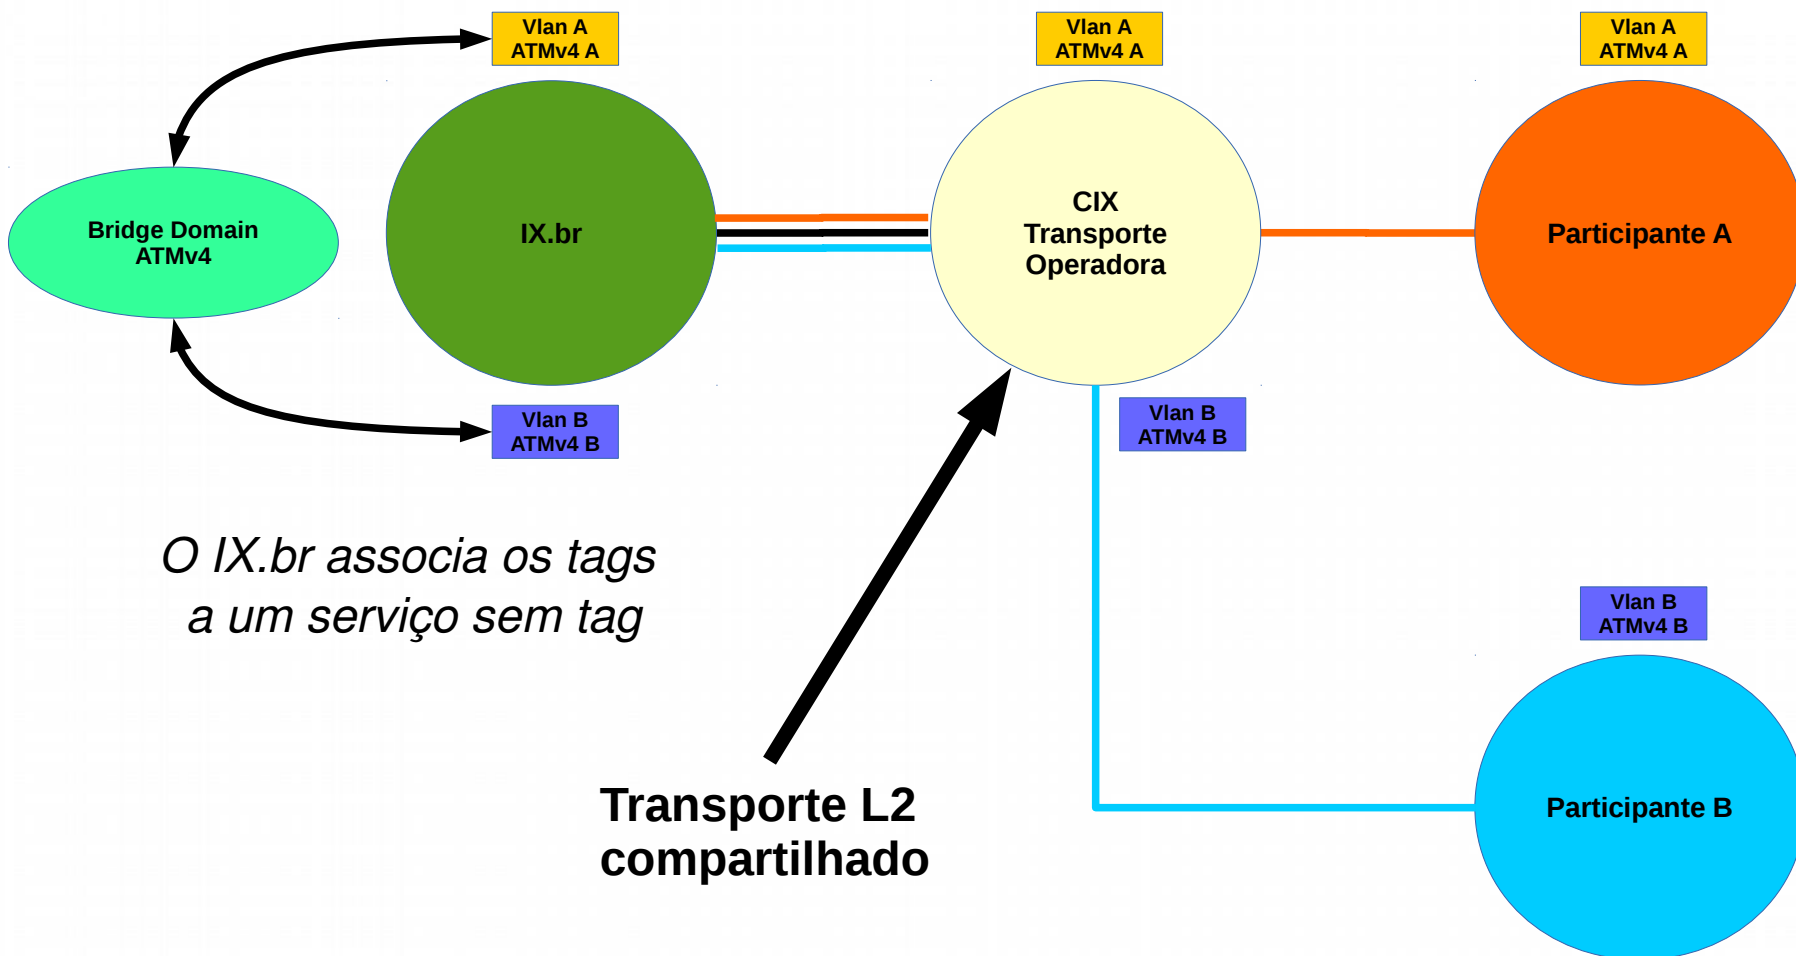 Vlan A
ATMv4 A
Vlan A
ATMv4 A
Vlan A
ATMv4 A
Bridge Domain
ATMv4
IX.br
CIX
Transporte
Operadora
Participante A
Vlan B
ATMv4 B
Vlan B
ATMv4 B
O IX.br associa os tags
a um serviço sem tag
Vlan B
ATMv4 B
Transporte L2
compartilhado
Participante B